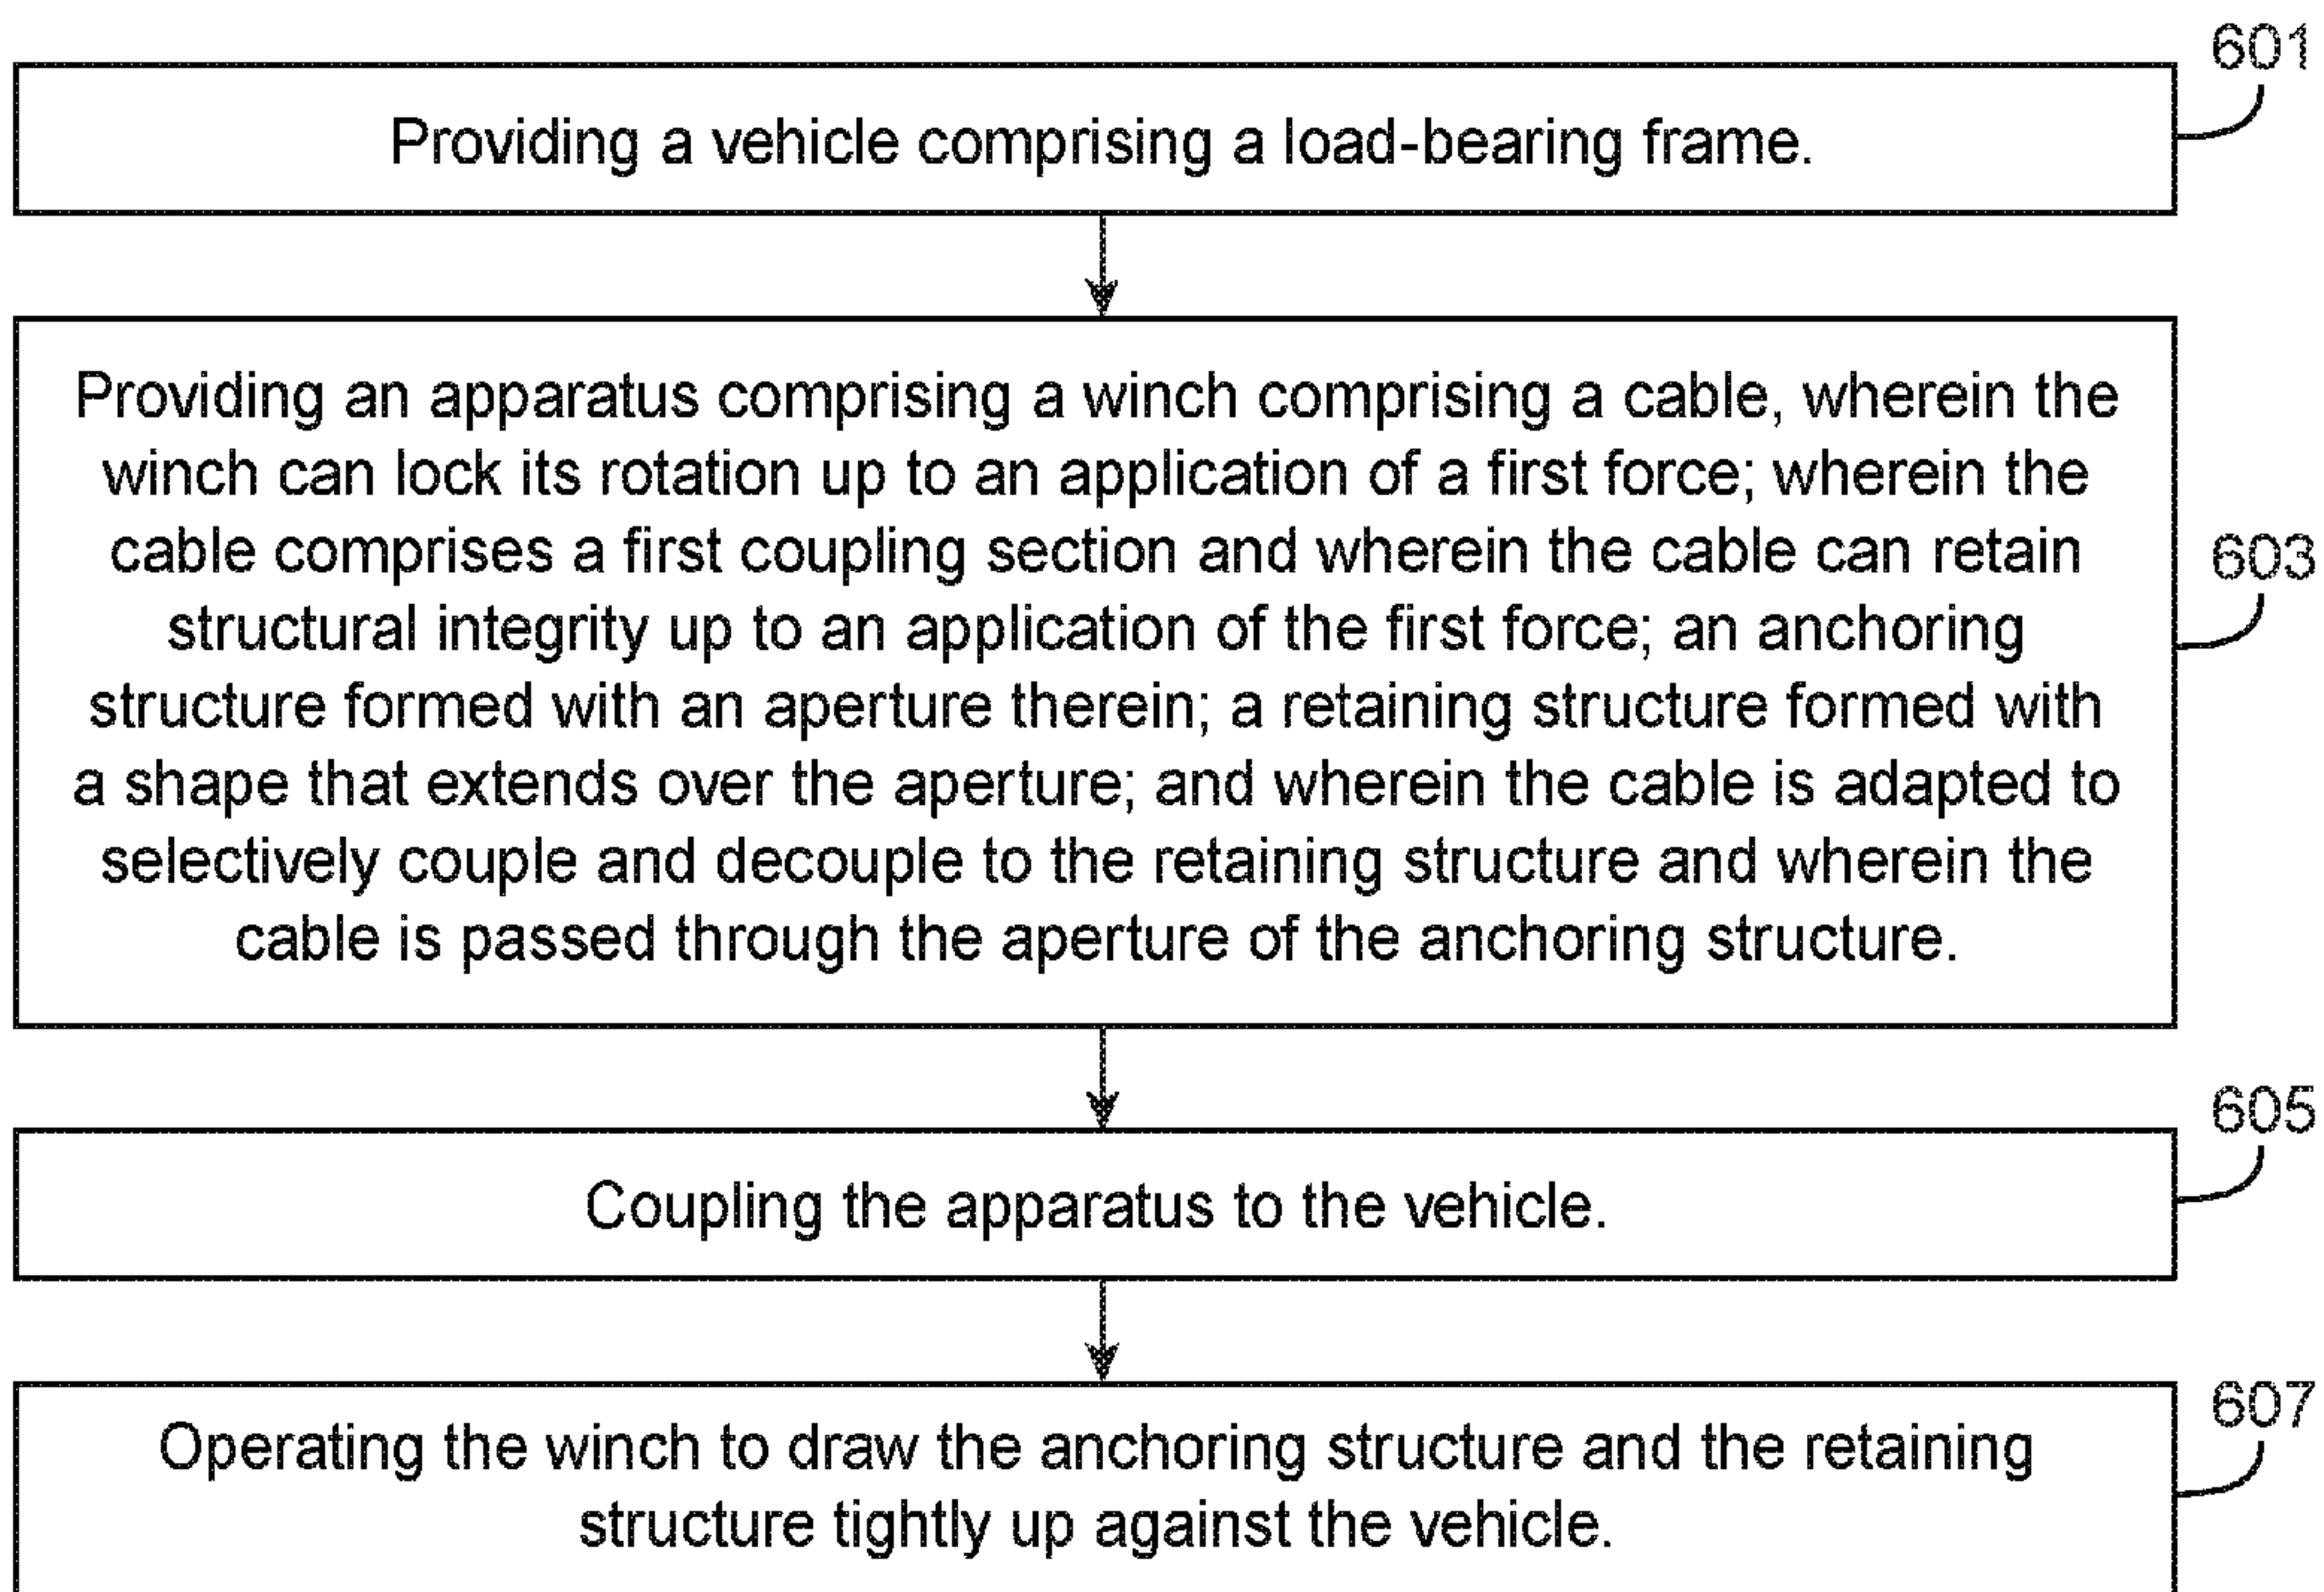 601
Providing a vehicle comprising a load-bearing frame.
Providing an apparatus comprising a winch comprising a cable, wherein the
winch can lock its rotation up to an application of a first force; wherein the
cable comprises a first coupling section and wherein the cable can retain
structural integrity up to an application of the first force; an anchoring
structure formed with an aperture therein; a retaining structure formed with
a shape that extends over the aperture; and wherein the cable is adapted to
selectively couple and decouple to the retaining structure and wherein the
cable is passed through the aperture of the anchoring structure.
603
605
Coupling the apparatus to the vehicle.
607
Operating the winch to draw the anchoring structure and the retaining
structure tightly up against the vehicle.